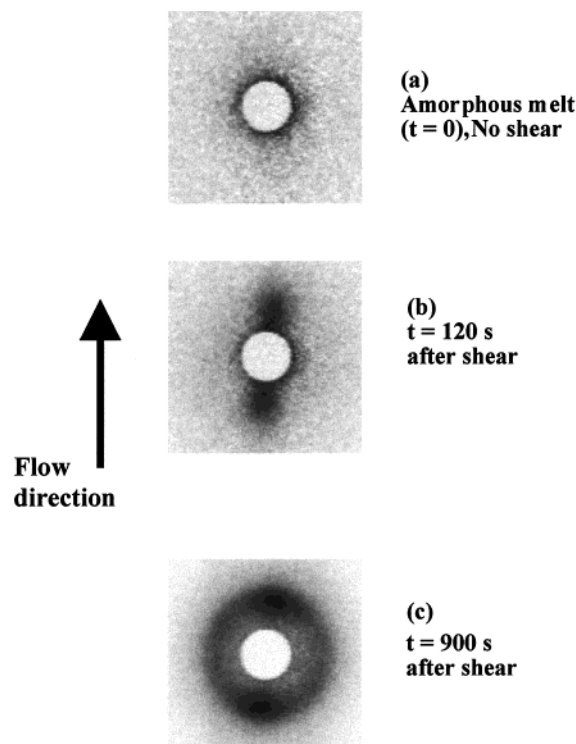 (a)
Amorphous melt
(t = 0),No shear
(b)
t = 120 s
after shear
Flow
direction
(c)
t = 900 s
after shear